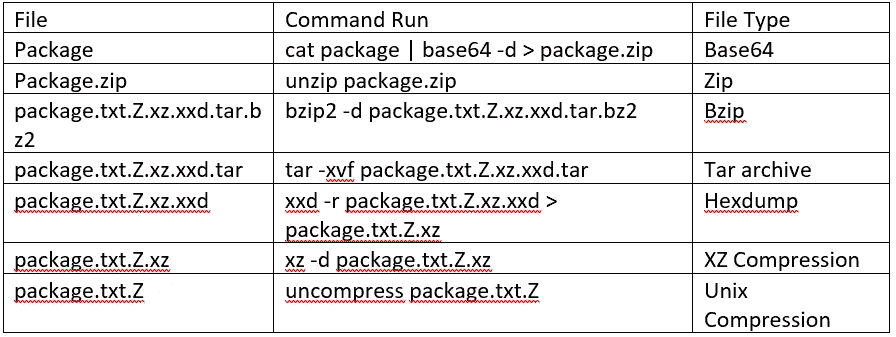 File Command Run File Type
Package cat package | base64 -d > package.zip Base64
Package.zip unzip package.zip Zip
package.txt.Z.xz.xxd.tar.b bzip2 -d package.txt.Z.xz.xxd.tar.bz2 Bzip
z2
package.txt.Z.xz.xxd.tar tar -xvf package.txt.Z.xz.xxd.tar Tar archive
package.txt.Z.xz.xxd xxd -r package.txt.Z.xz.xxd > Hexdump
package.txt.Z.xz
package.txt.Z.xz xz -d package.txt.Z.xz XZ Compression
package.txt.Z uncompress package.txt.Z Unix
Compression